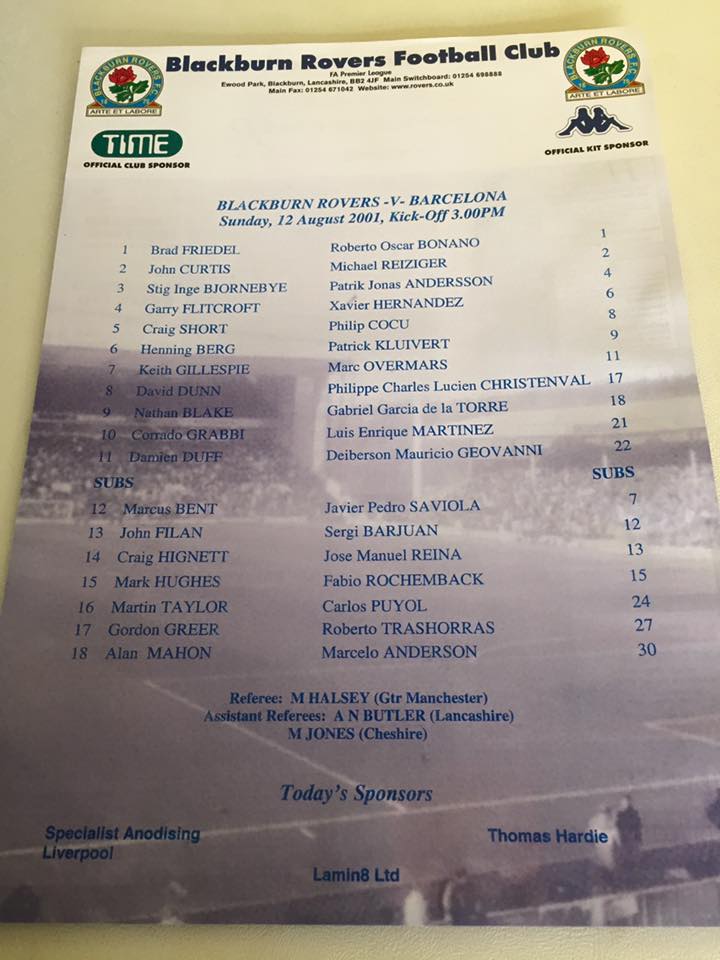 Blackburn Rovers Football Club
FA Premier League
Ewood Park, Blackburn, Lancashire, BB2 4JF Main Switchboard: 01254 698888
Main Fax: 01254 671042 Website: www.rovers.co.uk
BLACKBURN ROVERS F.C.
18 75
ARTE ET LABORE
BLACKBURN ROVERS F.C.
18 75
ARTE ET LABORE
TIME
OFFICIAL CLUB SPONSOR
OFFICIAL KIT SPONSOR
BLACKBURN ROVERS -V- BARCELONA
Sunday, 12 August 2001, Kick-Off 3.00PM
1 Brad FRIEDEL Roberto Oscar BONANO 1
2 John CURTIS Michael REIZIGER 2
3 Stig Inge BJORNEBYE Patrik Jonas ANDERSSON 4
4 Garry FLITCROFT Xavier HERNANDEZ 6
5 Craig SHORT Philip COCU 8
6 Henning BERG Patrick KLUIVERT 9
7 Keith GILLESPIE Marc OVERMARS 11
8 David DUNN Philippe Charles Lucien CHRISTENVAL 17
9 Nathan BLAKE Gabriel Garcia de la TORRE 18
10 Corrado GRABBI Luis Enrique MARTINEZ 21
11 Damien DUFF Deiberson Mauricio GEOVANNI 22
SUBS SUBS
12 Marcus BENT Javier Pedro SAVIOLA 7
13 John FILAN Sergi BARJUAN 12
14 Craig HIGNETT Jose Manuel REINA 13
15 Mark HUGHES Fabio ROCHEMBACK 15
16 Martin TAYLOR Carlos PUYOL 24
17 Gordon GREER Roberto TRASHORRAS 27
18 Alan MAHON Marcelo ANDERSON 30
Referee: M HALSEY (Gtr Manchester)
Assistant Referees: A N BUTLER (Lancashire)
M JONES (Cheshire)
Today's Sponsors
Specialist Anodising Thomas Hardie
Liverpool
Lamin8 Ltd